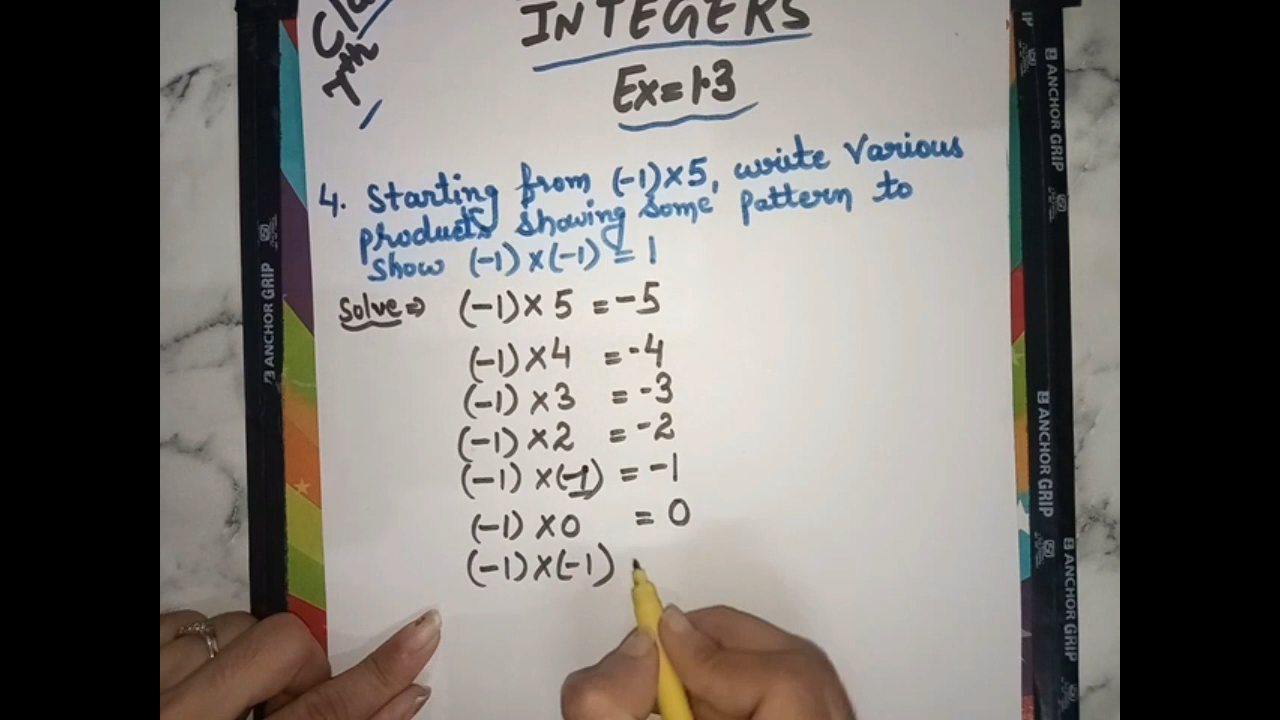 INTEGERS
Ex=1.3
4. Starting from (-1)×5, write various
products showing some pattern to
show (-1)×(-1) = 1
Solve⇒ (-1)×5 = -5
(-1)×4 = -4
(-1)×3 = -3
(-1)×2 = -2
(-1)×(-1) = -1
(-1)×0 = 0
(-1)×(-1)
ANCHOR GRIP
ANCHOR GRIP
ANCHOR GRIP
ANCHOR GRIP
ANCHOR GRIP